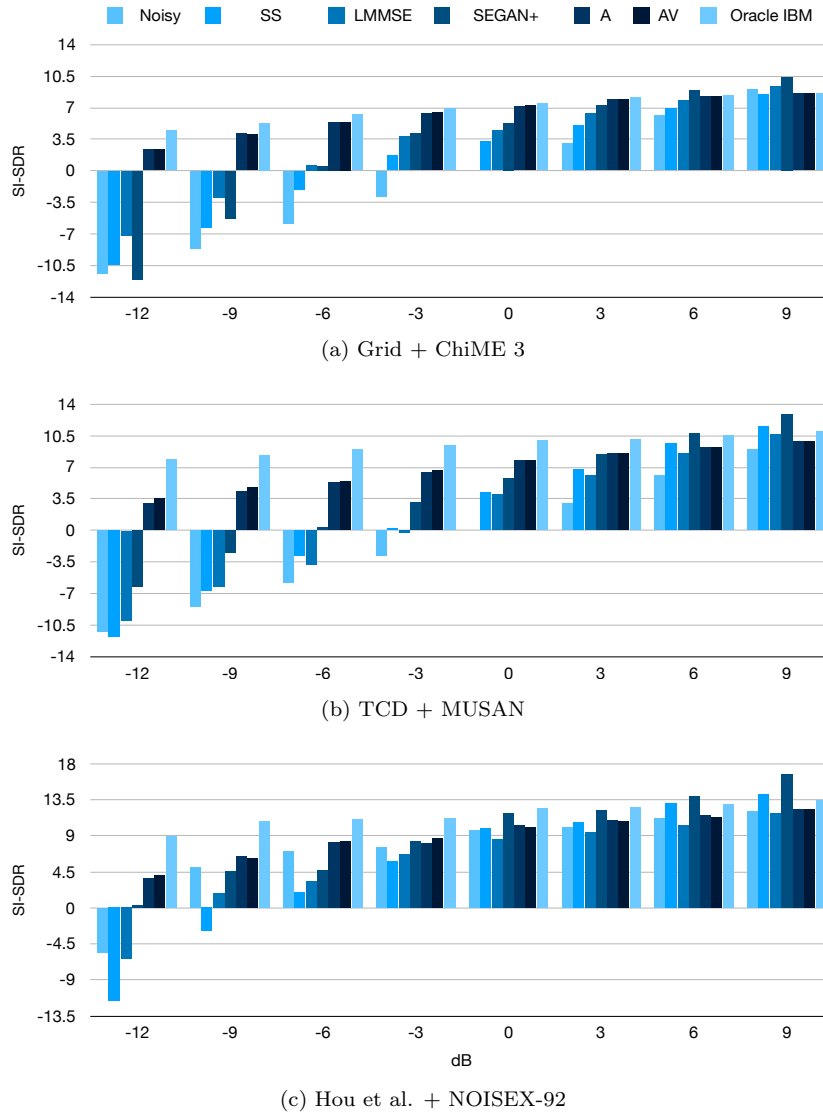 Noisy SS LMMSE SEGAN+ A AV Oracle IBM
14
10.5
7
3.5
0
-3.5
-7
-10.5
-14
SI-SDR
-12 -9 -6 -3 0 3 6 9
(a) Grid + ChiME 3
14
10.5
7
3.5
0
-3.5
-7
-10.5
-14
SI-SDR
-12 -9 -6 -3 0 3 6 9
(b) TCD + MUSAN
18
13.5
9
4.5
0
-4.5
-9
-13.5
SI-SDR
-12 -9 -6 -3 0 3 6 9
dB
(c) Hou et al. + NOISEX-92